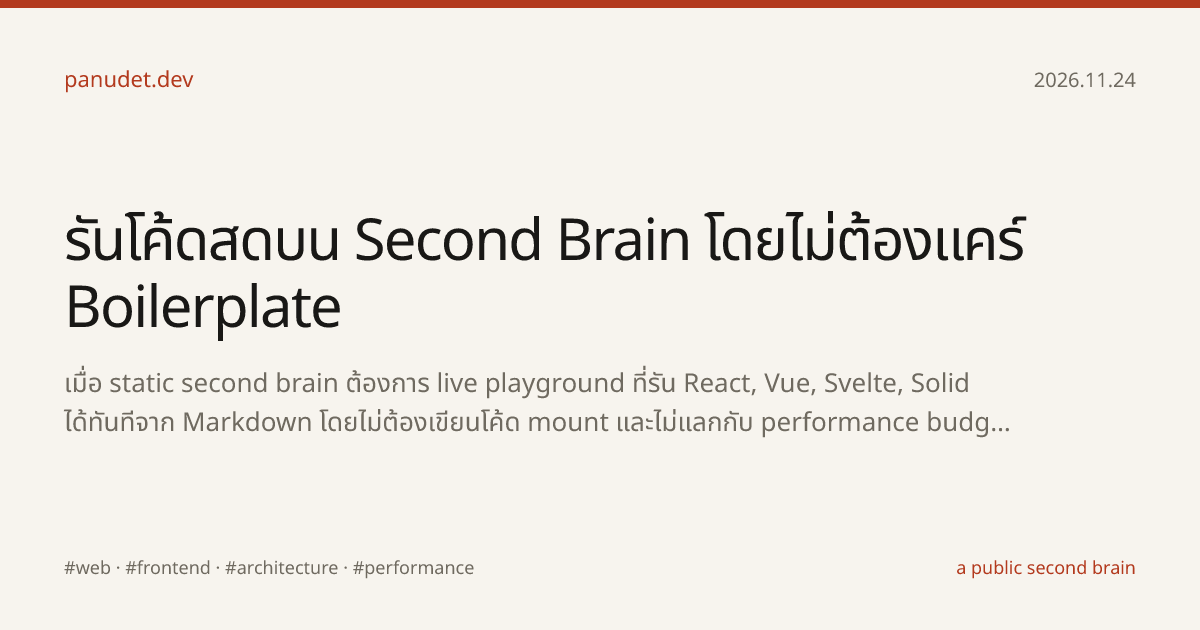 panudet.dev
2026.11.24
รันโค้ดสดบน Second Brain โดยไม่ต้องแคร์
Boilerplate
เมื่อ static second brain ต้องการ live playground ที่รัน React, Vue, Svelte, Solid
ได้ทันทีจาก Markdown โดยไม่ต้องเขียนโค้ด mount และไม่แลกกับ performance budg...
#web · #frontend · #architecture · #performance
a public second brain